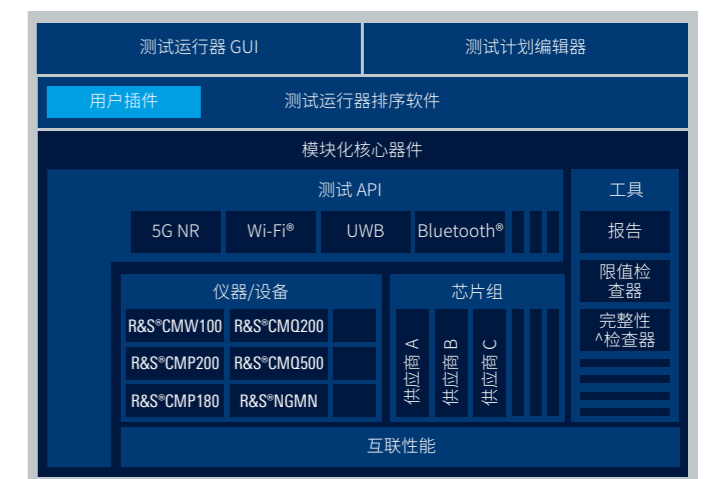 测试运行器 GUI
测试计划编辑器
用户插件
测试运行器排序软件
模块化核心器件
测试 API
5G NR
Wi-Fi®
UWB
Bluetooth®
工具
报告
限值检
查器
完整性
^检查器
仪器/设备
R&S®CMW100
R&S®CMQ200
R&S®CMP200
R&S®CMQ500
R&S®CMP180
R&S®NGMN
芯片组
供应商 A
供应商 B
供应商 C
互联性能